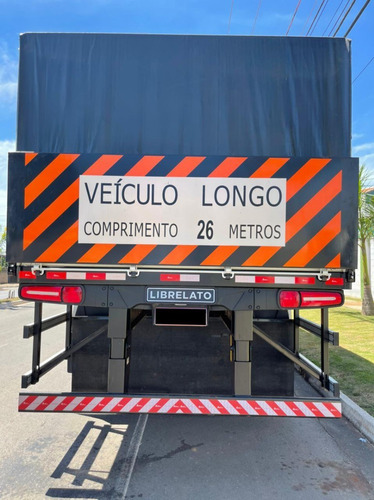 VEÍCULO LONGO
COMPRIMENTO 26 METROS
LIBRELATO